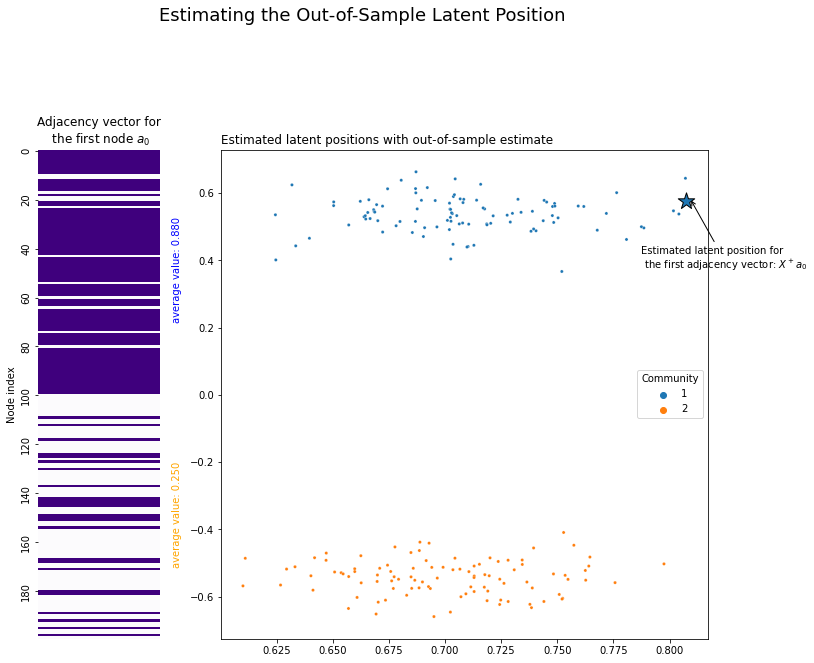 Estimating the Out-of-Sample Latent Position
Adjacency vector for
the first node a₀
Node index
0
20
40
60
80
100
120
140
160
180
average value: 0.880
average value: 0.250
Estimated latent positions with out-of-sample estimate
0.6
0.4
0.2
0.0
−0.2
−0.4
−0.6
Estimated latent position for
the first adjacency vector: X⁺a₀
Community
1
2
0.625
0.650
0.675
0.700
0.725
0.750
0.775
0.800